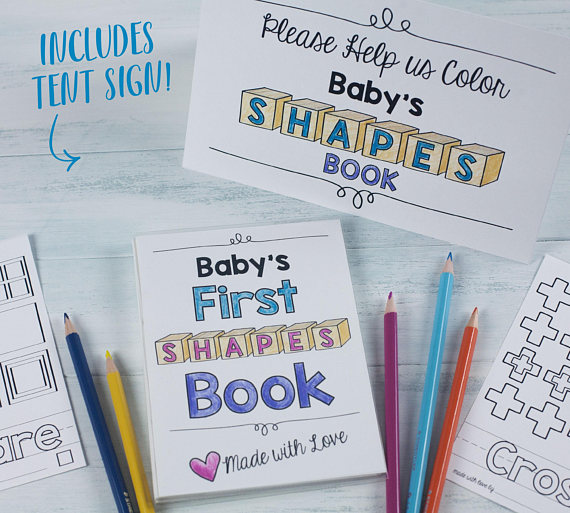 INCLUDES
TENT SIGN!
Please Help us Color
Baby's
SHAPES
BOOK
Baby's
First
SHAPES
Book
Made with Love
are.
Cros
made with love by: